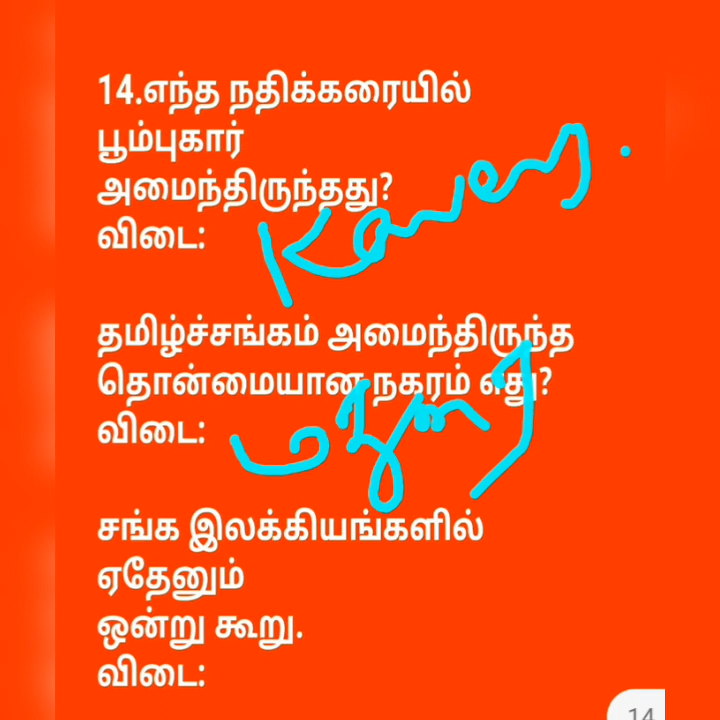 14.எந்த நதிக்கரையில்
பூம்புகார்
அமைந்திருந்தது?
விடை:
Kavery.
தமிழ்ச்சங்கம் அமைந்திருந்த
தொன்மையான நகரம் எது?
விடை: மதுரை
சங்க இலக்கியங்களில்
ஏதேனும்
ஒன்று கூறு.
விடை:
14